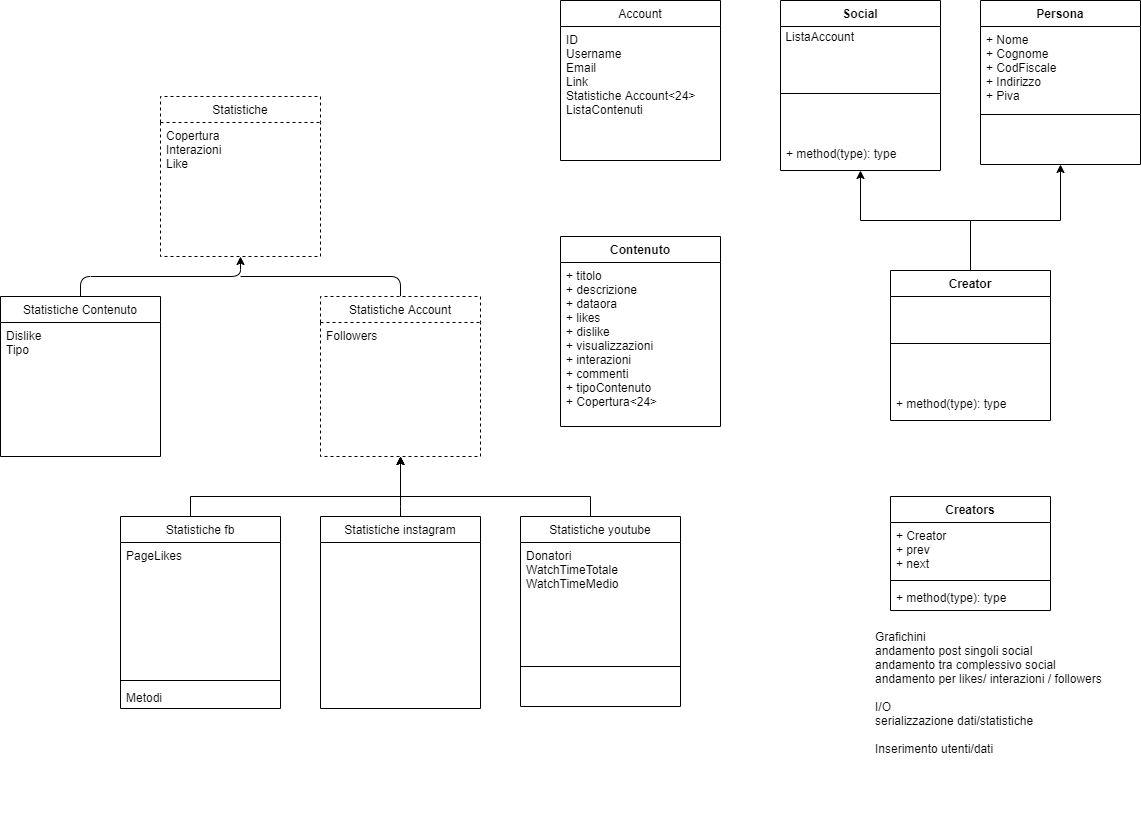 Statistiche
Copertura
Interazioni
Like
Statistiche Contenuto
Dislike
Tipo
Statistiche Account
Followers
Statistiche fb
PageLikes
Metodi
Statistiche instagram
Statistiche youtube
Donatori
WatchTimeTotale
WatchTimeMedio
Account
ID
Username
Email
Link
Statistiche Account<24>
ListaContenuti
Contenuto
+ titolo
+ descrizione
+ dataora
+ likes
+ dislike
+ visualizzazioni
+ interazioni
+ commenti
+ tipoContenuto
+ Copertura<24>
Social
ListaAccount
+ method(type): type
Persona
+ Nome
+ Cognome
+ CodFiscale
+ Indirizzo
+ Piva
Creator
+ method(type): type
Creators
+ Creator
+ prev
+ next
+ method(type): type
Grafichini
andamento post singoli social
andamento tra complessivo social
andamento per likes/ interazioni / followers
I/O
serializzazione dati/statistiche
Inserimento utenti/dati